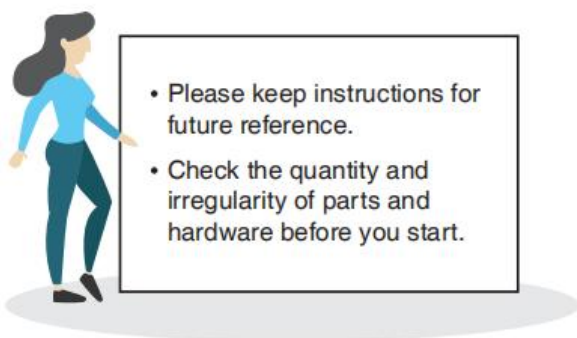 • Please keep instructions for
future reference.
• Check the quantity and
irregularity of parts and
hardware before you start.